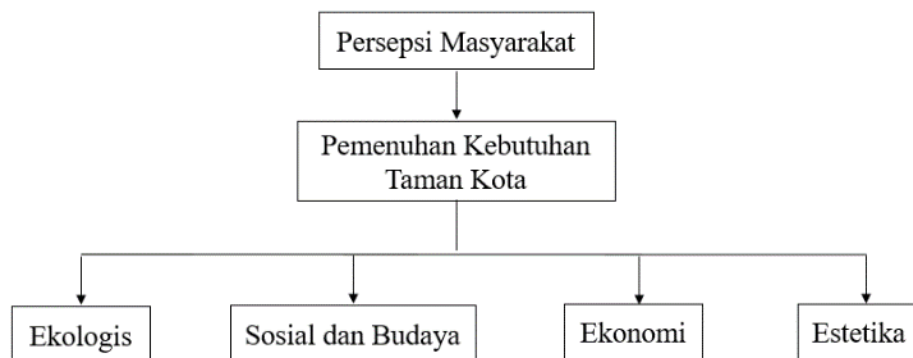 Persepsi Masyarakat
Pemenuhan Kebutuhan
Taman Kota
Ekologis
Sosial dan Budaya
Ekonomi
Estetika